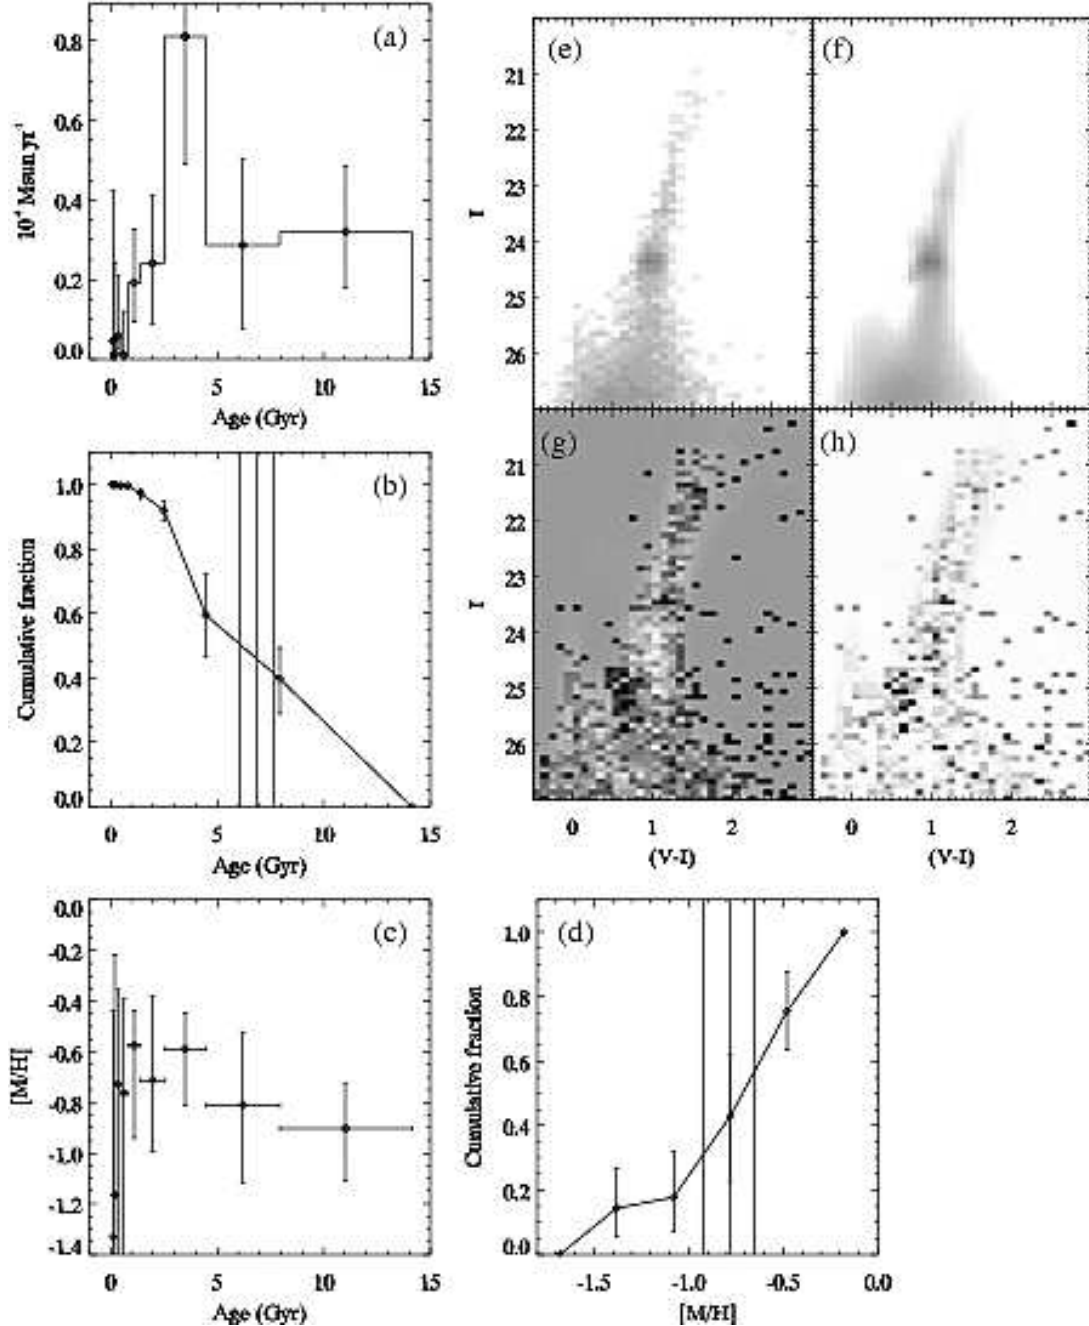 (a)
0.8
0.6
0.4
0.2
0.0
10⁻⁴ Msun yr⁻¹
0 5 10 15
Age (Gyr)
(b)
1.0
0.8
0.6
0.4
0.2
0.0
Cumulative fraction
0 5 10 15
Age (Gyr)
(c)
0.0
-0.2
-0.4
-0.6
-0.8
-1.0
-1.2
-1.4
[M/H]
0 5 10 15
Age (Gyr)
(e)
(f)
21
22
23
24
25
26
I
(g)
(h)
21
22
23
24
25
26
I
0 1 2
(V-I)
0 1 2
(V-I)
(d)
1.0
0.8
0.6
0.4
0.2
0.0
Cumulative fraction
-1.5 -1.0 -0.5 0.0
[M/H]